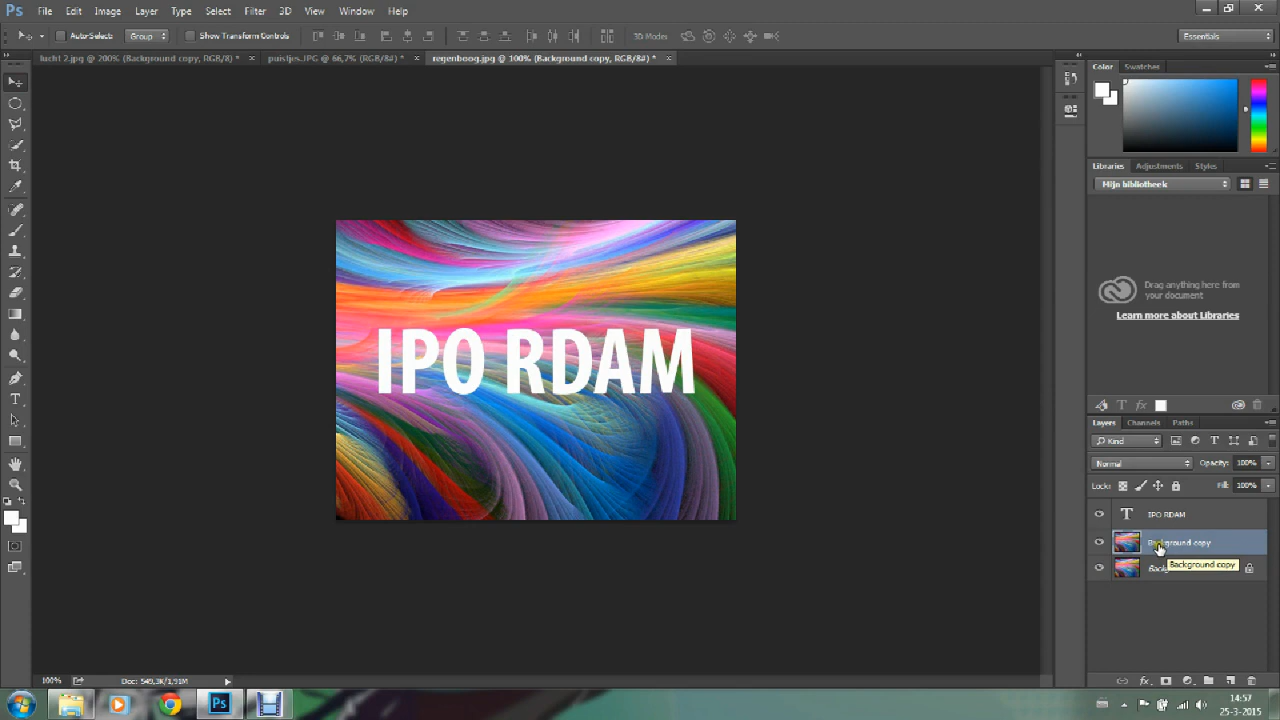 Ps File Edit Image Layer Type Select Filter 3D View Window Help
Auto-Select: Group Show Transform Controls 3D Modes Essentials
lucht 2.jpg @ 200% (Background copy, RGB/8) * × puistjes.JPG @ 66,7% (RGB/8#) * × regenboog.jpg @ 100% (Background copy, RGB/8#) * ×
Color Swatches
Libraries Adjustments Styles
Mijn bibliotheek
Drag anything here from
your document
Learn more about Libraries
IPO RDAM
Layers Channels Paths
Kind
Normal Opacity: 100%
Lock: Fill: 100%
T IPO RDAM
Background copy
Background copy
100% Doc: 549,3K/1,91M
Ps
14:57
25-3-2015